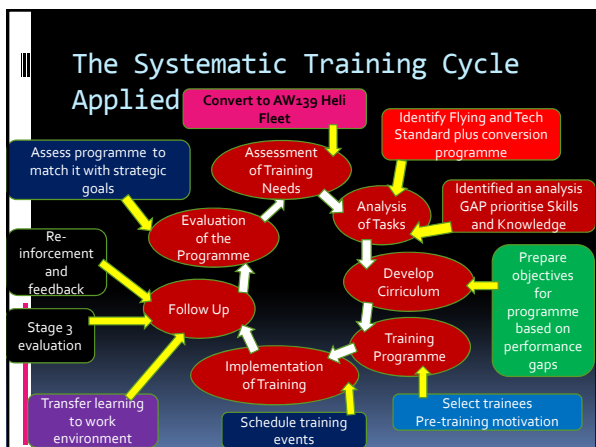 The Systematic Training Cycle
Applied
Convert to AW139 Heli
Fleet
Identify Flying and Tech
Standard plus conversion
programme
Assess programme to
match it with strategic
goals
Assessment
of Training
Needs
Identified an analysis
GAP prioritise Skills
and Knowledge
Analysis
of Tasks
Evaluation
of the
Programme
Re-
inforcement
and
feedback
Prepare
objectives
for
programme
based on
performance
gaps
Develop
Cirriculum
Follow Up
Stage 3
evaluation
Training
Programme
Implementation
of Training
Select trainees
Pre-training motivation
Transfer learning
to work
environment
Schedule training
events